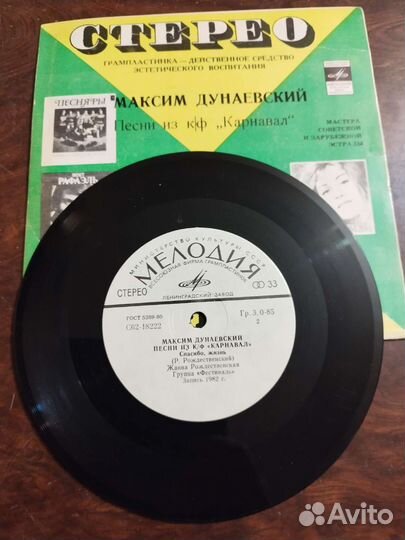 СТЕРЕО
ГРАМПЛАСТИНКА — ДЕЙСТВЕННОЕ СРЕДСТВО
ЭСТЕТИЧЕСКОГО ВОСПИТАНИЯ
МАКСИМ ДУНАЕВСКИЙ
Песни из к/ф „Карнавал"
ПЕСНЯРЫ
РАФАЭЛЬ
МАСТЕРА
СОВЕТСКОЙ
И ЗАРУБЕЖНОЙ
ЭСТРАДЫ
МИНИСТЕРСТВО КУЛЬТУРЫ СССР
МЕЛОДИЯ
ВСЕСОЮЗНАЯ ФИРМА ГРАМПЛАСТИНОК
СТЕРЕО
33
ЛЕНИНГРАДСКИЙ ЗАВОД
ГОСТ 5289-80
С62-18222
Гр. 3, 0-85
2
МАКСИМ ДУНАЕВСКИЙ
ПЕСНИ ИЗ К/Ф «КАРНАВАЛ»
Спасибо, жизнь
(Р. Рождественский)
Жанна Рождественская
Группа «Фестиваль»
Запись 1982 г.
Avito